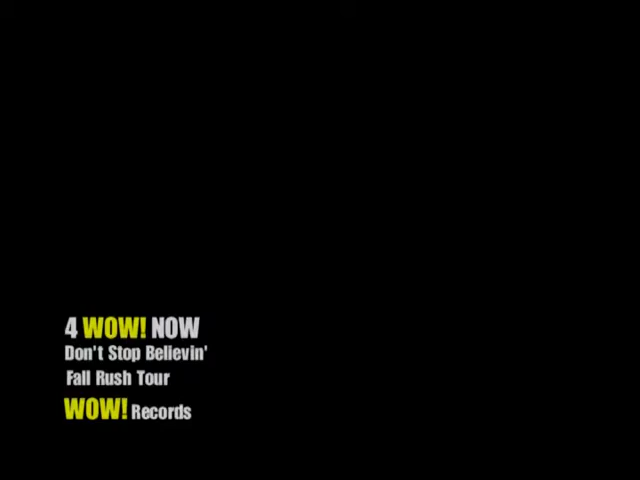 4 WOW! NOW
Don't Stop Believin'
Fall Rush Tour
WOW! Records